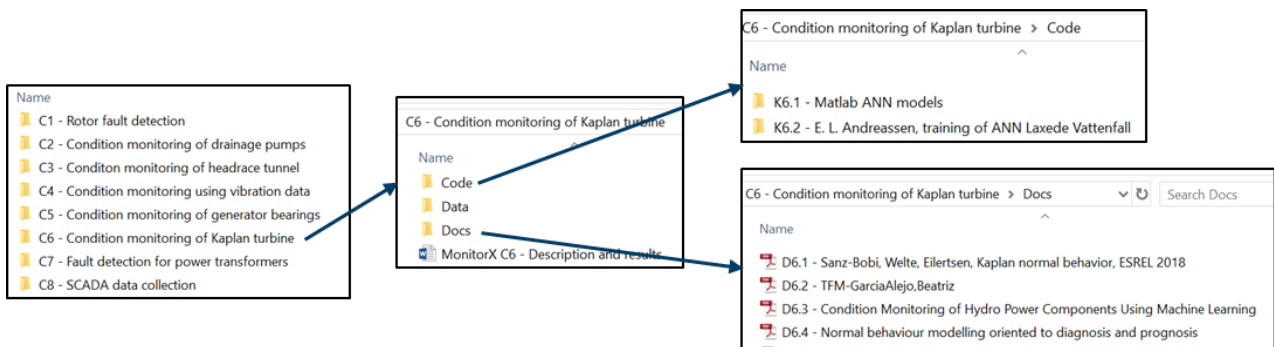 Name
C1 - Rotor fault detection
C2 - Condition monitoring of drainage pumps
C3 - Conditon monitoring of headrace tunnel
C4 - Condition monitoring using vibration data
C5 - Condition monitoring of generator bearings
C6 - Condition monitoring of Kaplan turbine
C7 - Fault detection for power transformers
C8 - SCADA data collection
C6 - Condition monitoring of Kaplan turbine
Name
Code
Data
Docs
MonitorX C6 - Description and results
C6 - Condition monitoring of Kaplan turbine > Code
Name
K6.1 - Matlab ANN models
K6.2 - E. L. Andreassen, training of ANN Laxede Vattenfall
C6 - Condition monitoring of Kaplan turbine > Docs
Search Docs
Name
D6.1 - Sanz-Bobi, Welte, Eilertsen, Kaplan normal behavior, ESREL 2018
D6.2 - TFM-GarciaAlejo,Beatriz
D6.3 - Condition Monitoring of Hydro Power Components Using Machine Learning
D6.4 - Normal behaviour modelling oriented to diagnosis and prognosis